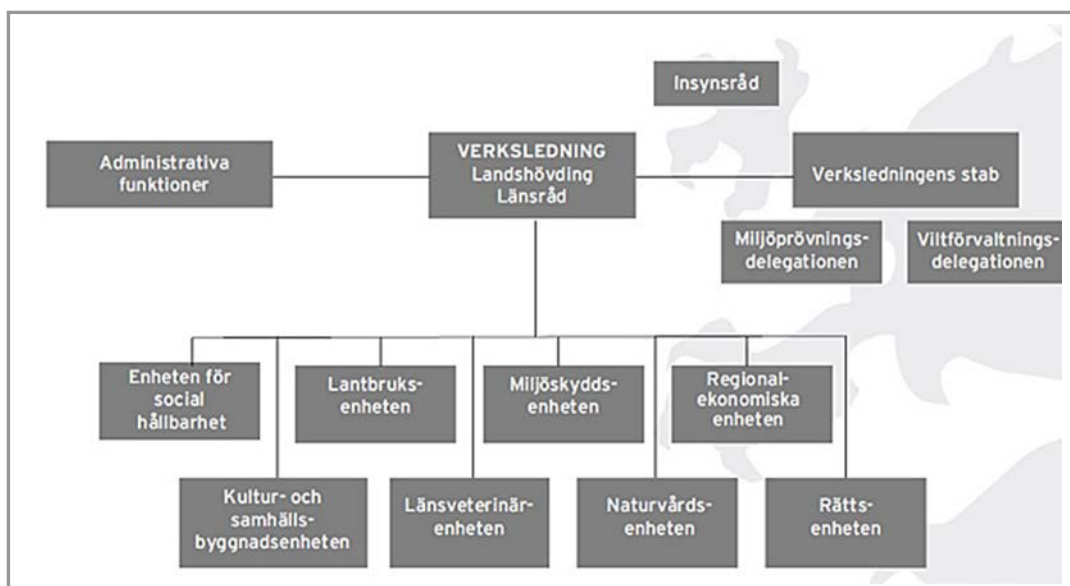 Insynsråd
Administrativa
funktioner
VERKSLEDNING
Landshövding
Länsråd
Verksledningens stab
Miljöprövnings-
delegationen
Viltförvaltnings-
delegationen
Enheten för
social
hållbarhet
Lantbruks-
enheten
Miljöskydds-
enheten
Regional-
ekonomiska
enheten
Kultur- och
samhälls-
byggnadsenheten
Länsveterinär-
enheten
Naturvårds-
enheten
Rätts-
enheten